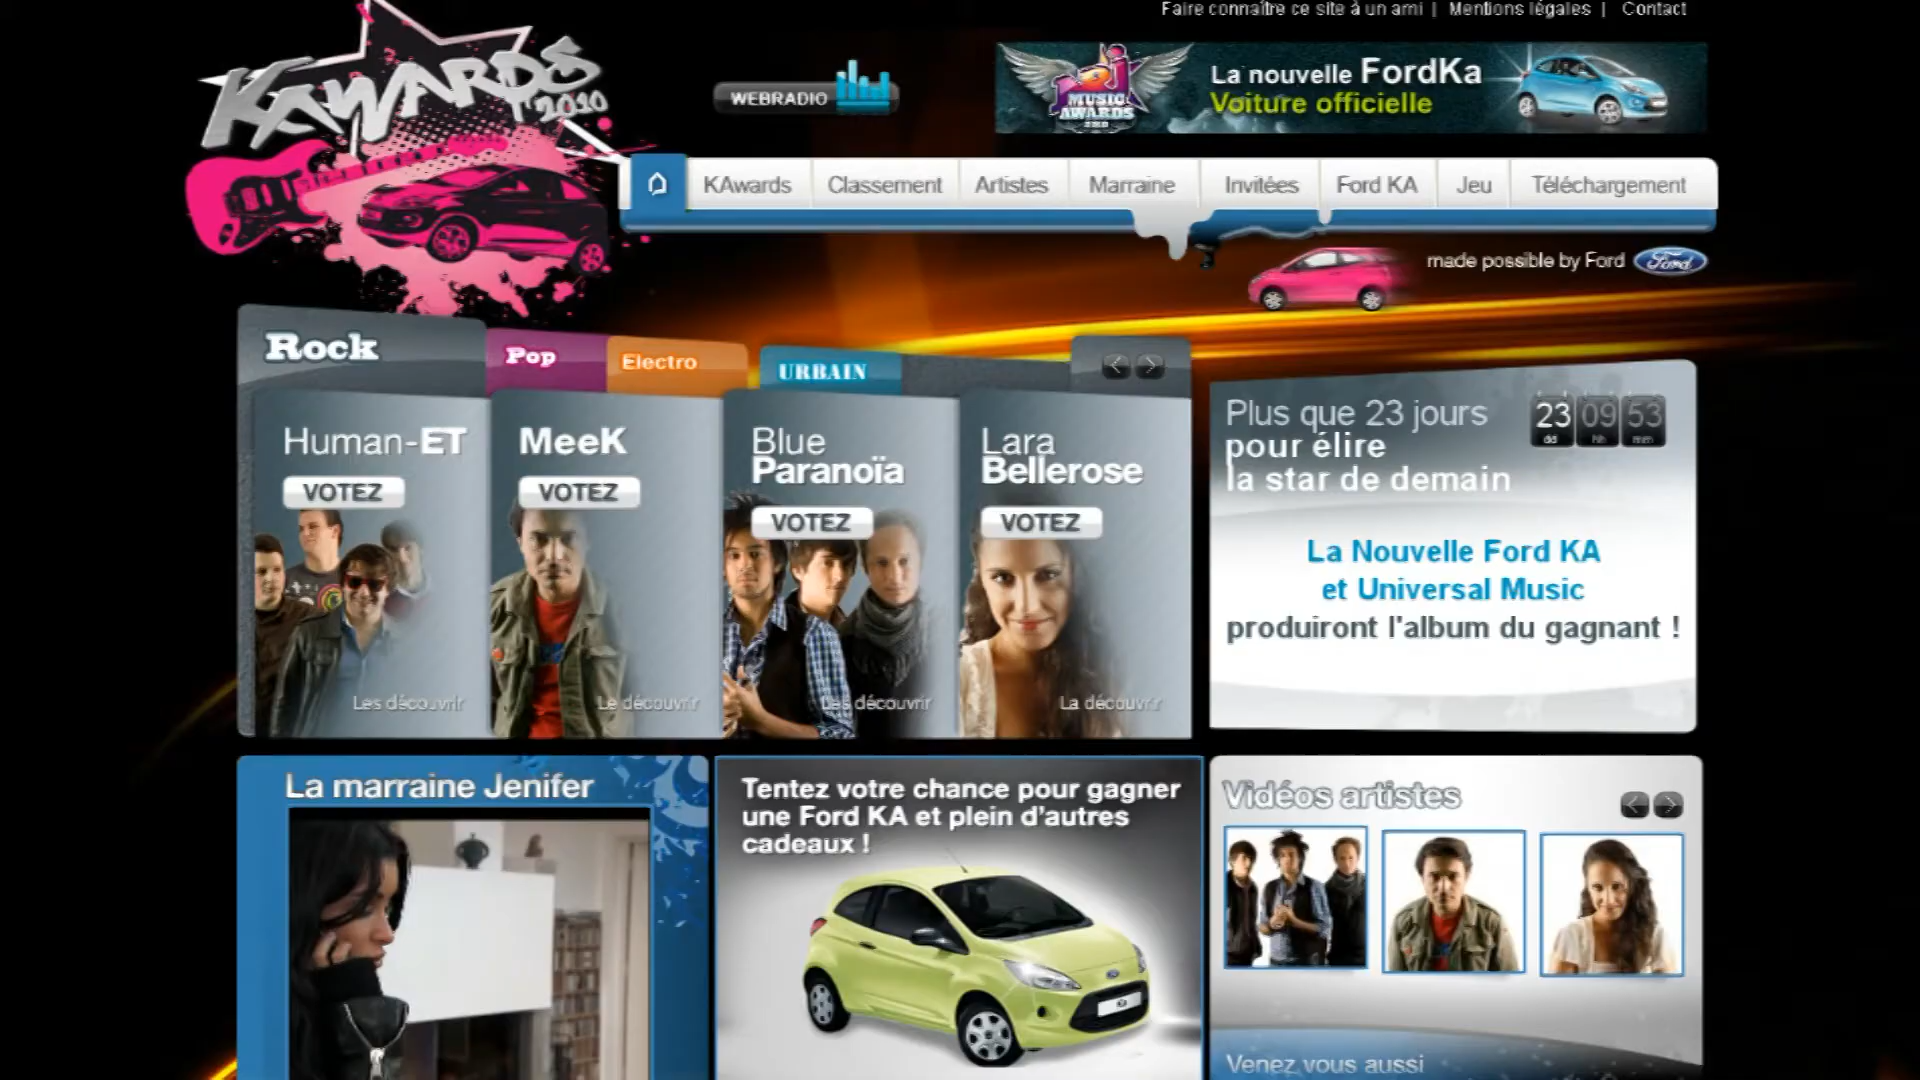 Faire connaître ce site à un ami | Mentions légales | Contact
KAWARDS
2010
WEBRADIO
NRJ
MUSIC
AWARDS
La nouvelle FordKa
Voiture officielle
KAwards Classement Artistes Marraine Invitées Ford KA Jeu Téléchargement
made possible by Ford Ford
Rock Pop Electro URBAIN
Human-ET
VOTEZ
Les découvrir
MeeK
VOTEZ
Le découvrir
Blue
Paranoïa
VOTEZ
Les découvrir
Lara
Bellerose
VOTEZ
La découvrir
Plus que 23 jours
pour élire
la star de demain
23 09 53
dd hh mm
La Nouvelle Ford KA
et Universal Music
produiront l'album du gagnant !
La marraine Jenifer
Tentez votre chance pour gagner
une Ford KA et plein d'autres
cadeaux !
Vidéos artistes
Venez vous aussi